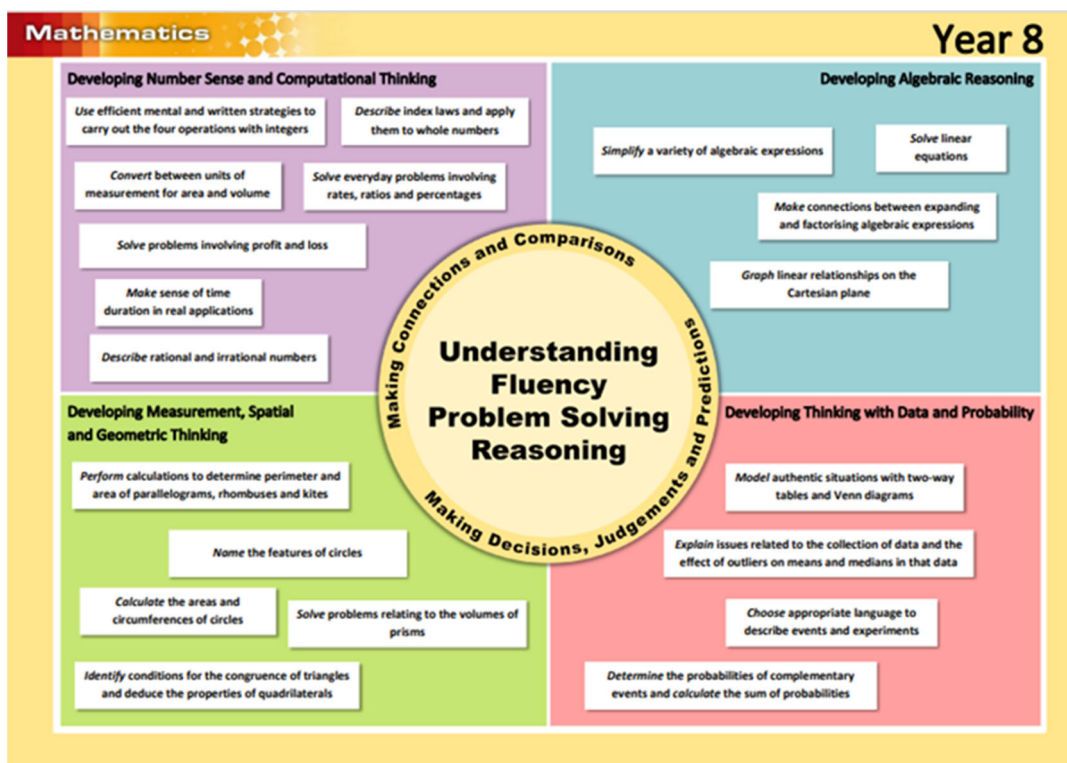 Mathematics
Year 8
Developing Number Sense and Computational Thinking
Use efficient mental and written strategies to
carry out the four operations with integers
Describe index laws and apply
them to whole numbers
Convert between units of
measurement for area and volume
Solve everyday problems involving
rates, ratios and percentages
Solve problems involving profit and loss
Make sense of time
duration in real applications
Describe rational and irrational numbers
Developing Algebraic Reasoning
Simplify a variety of algebraic expressions
Solve linear
equations
Make connections between expanding
and factorising algebraic expressions
Graph linear relationships on the
Cartesian plane
Making Connections and Comparisons
Understanding
Fluency
Problem Solving
Reasoning
Making Decisions, Judgements and Predictions
Developing Measurement, Spatial
and Geometric Thinking
Perform calculations to determine perimeter and
area of parallelograms, rhombuses and kites
Name the features of circles
Calculate the areas and
circumferences of circles
Solve problems relating to the volumes of
prisms
Identify conditions for the congruence of triangles
and deduce the properties of quadrilaterals
Developing Thinking with Data and Probability
Model authentic situations with two-way
tables and Venn diagrams
Explain issues related to the collection of data and the
effect of outliers on means and medians in that data
Choose appropriate language to
describe events and experiments
Determine the probabilities of complementary
events and calculate the sum of probabilities